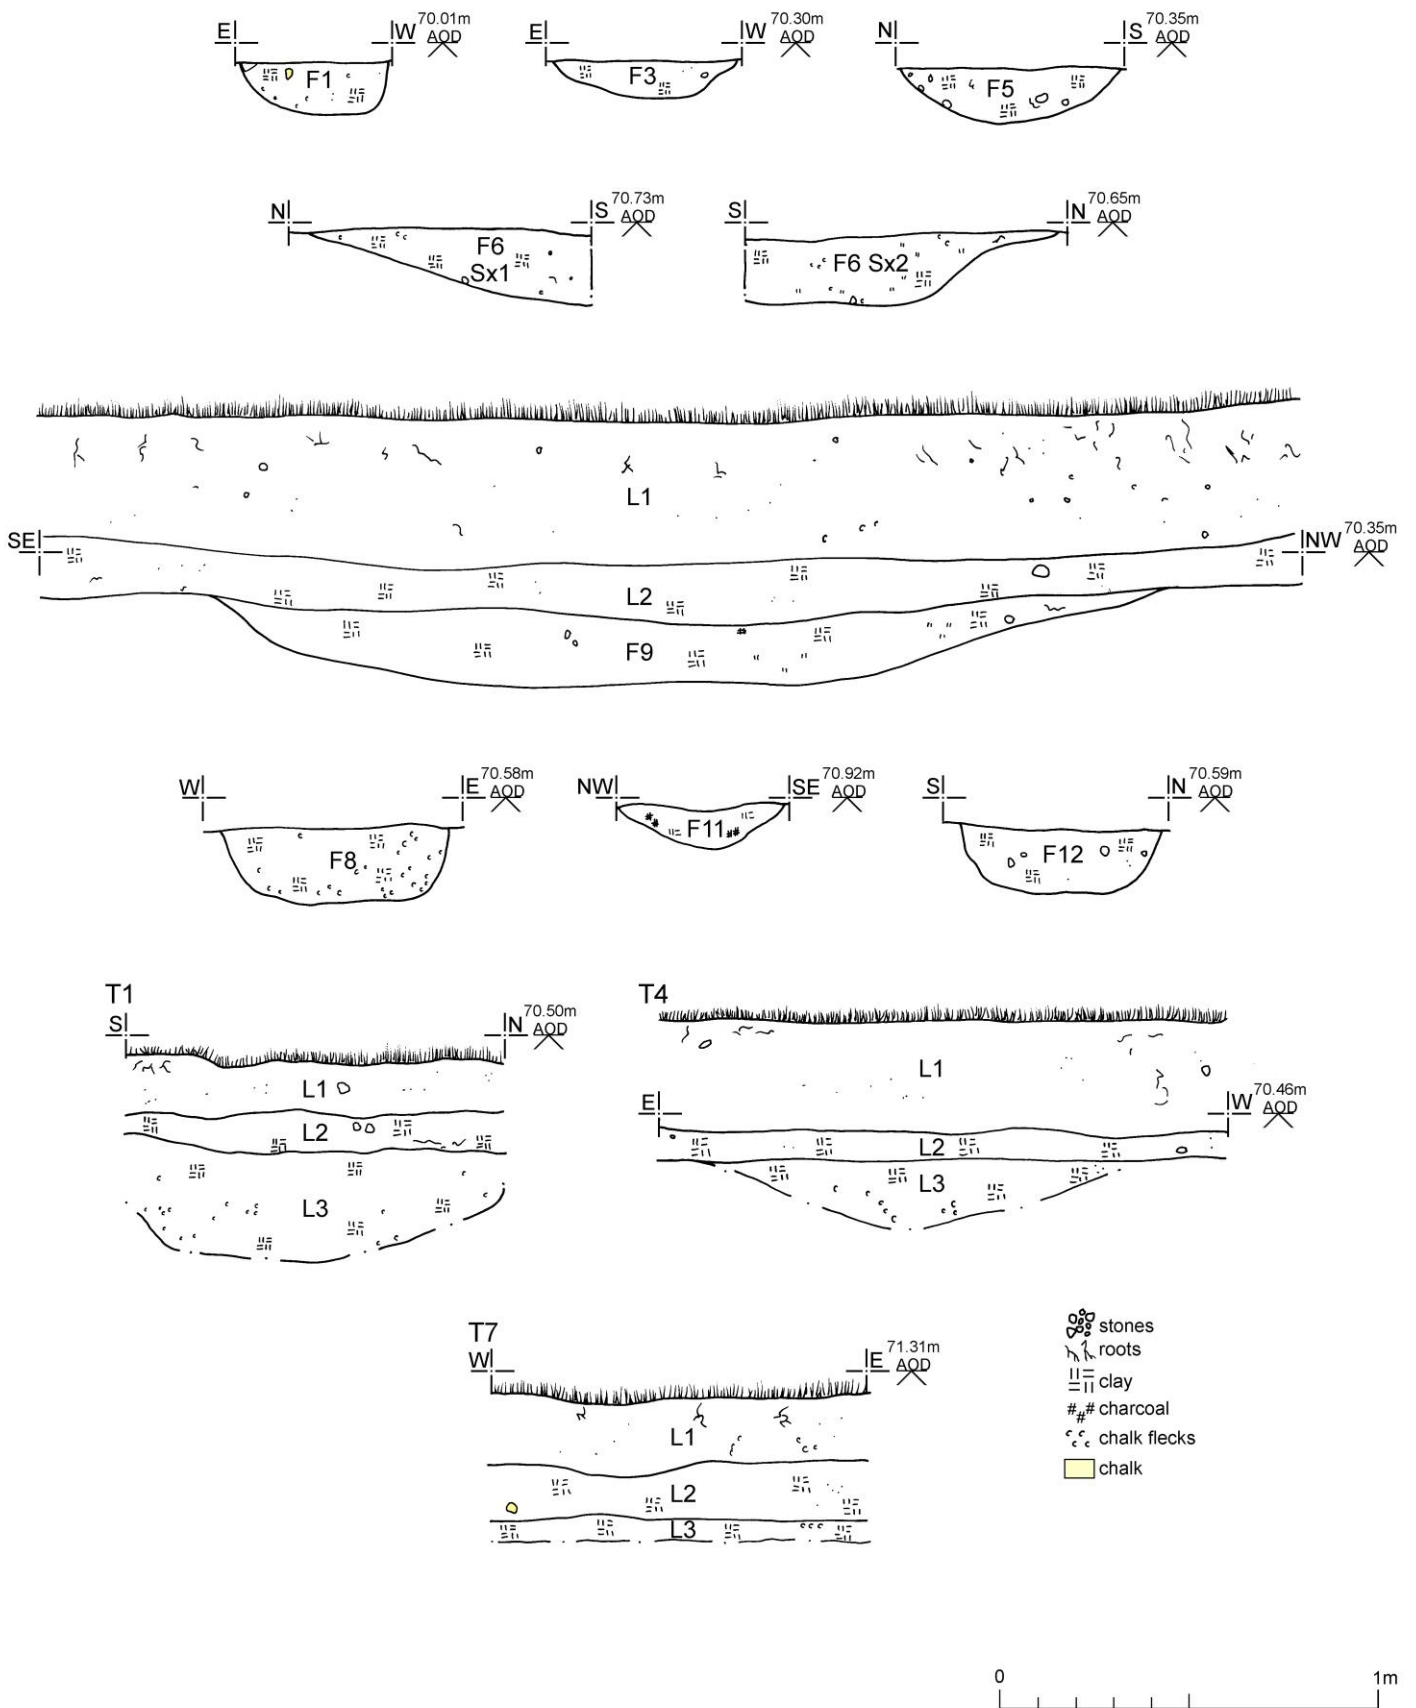 E W 70.01m AOD
F1
E W 70.30m AOD
F3
N S 70.35m AOD
F5
N S 70.73m AOD
F6
Sx1
S N 70.65m AOD
F6 Sx2
L1
SE NW 70.35m AOD
L2
F9
W E 70.58m AOD
F8
NW SE 70.92m AOD
F11
S N 70.59m AOD
F12
T1
S N 70.50m AOD
L1
L2
L3
T4
L1
E W 70.46m AOD
L2
L3
T7
W E 71.31m AOD
L1
L2
L3
stones
roots
clay
charcoal
chalk flecks
chalk
0 1m